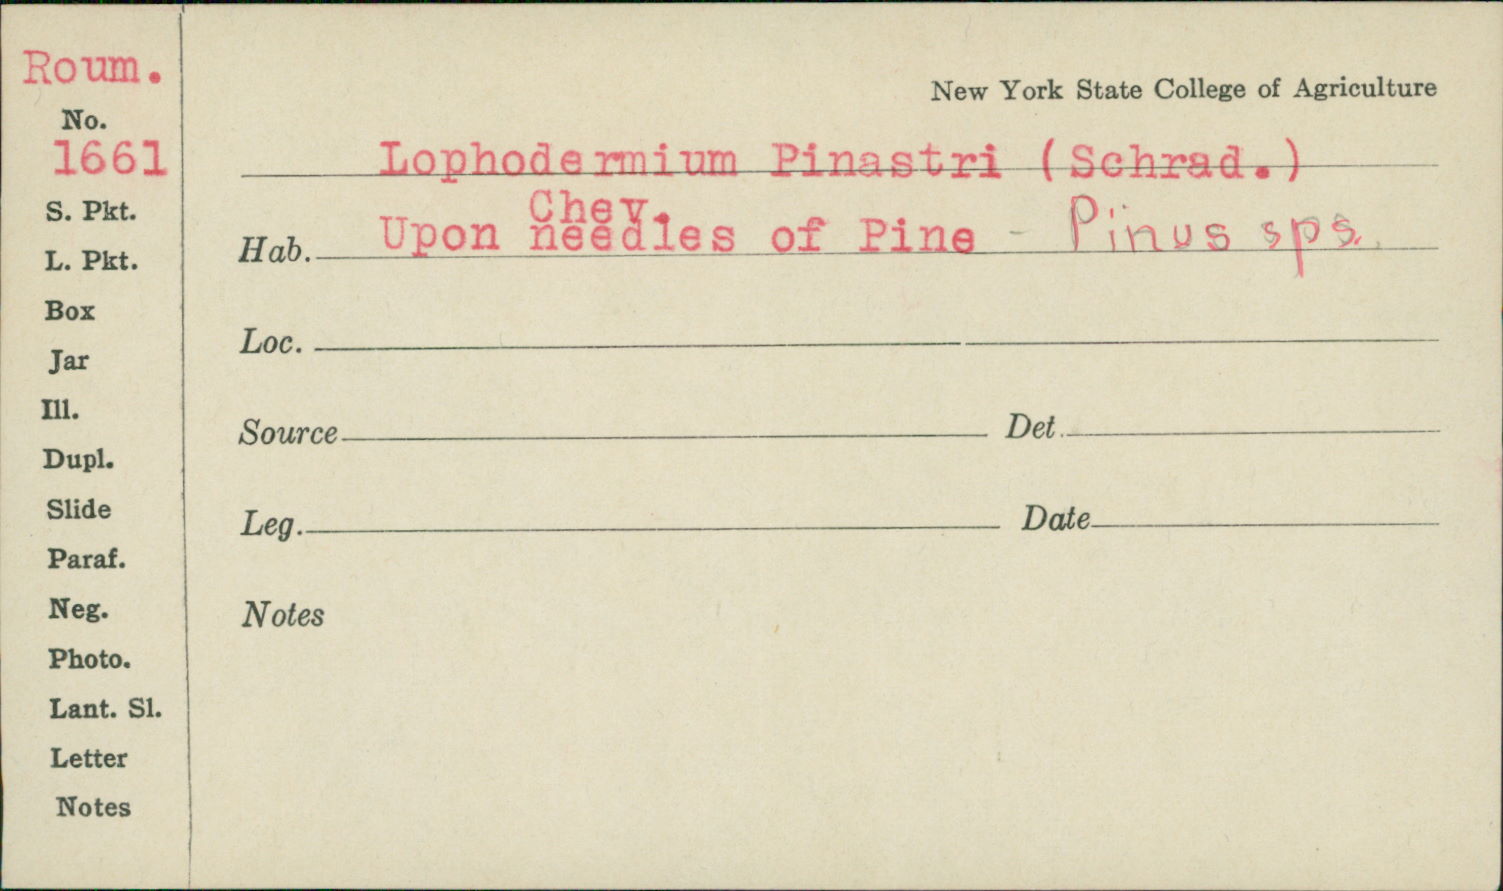 Roum.
No.
1661
S. Pkt.
L. Pkt.
Box
Jar
Ill.
Dupl.
Slide
Paraf.
Neg.
Photo.
Lant. Sl.
Letter
Notes
New York State College of Agriculture
Lophodermium Pinastri (Schrad.)
Chev.
Hab. Upon needles of Pine - Pinus sps.
Loc.
Source Det.
Leg. Date
Notes